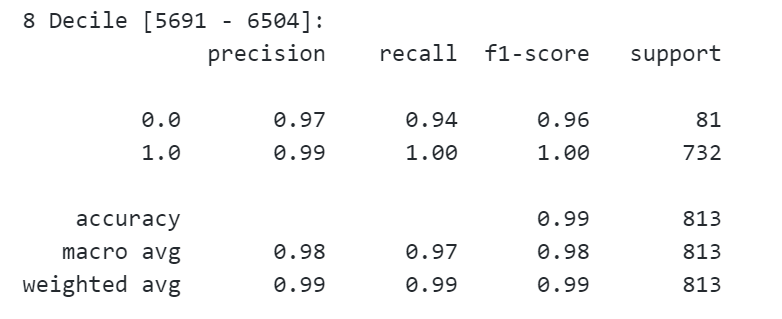 8 Decile [5691 - 6504]:
precision recall f1-score support
0.0 0.97 0.94 0.96 81
1.0 0.99 1.00 1.00 732
accuracy 0.99 813
macro avg 0.98 0.97 0.98 813
weighted avg 0.99 0.99 0.99 813